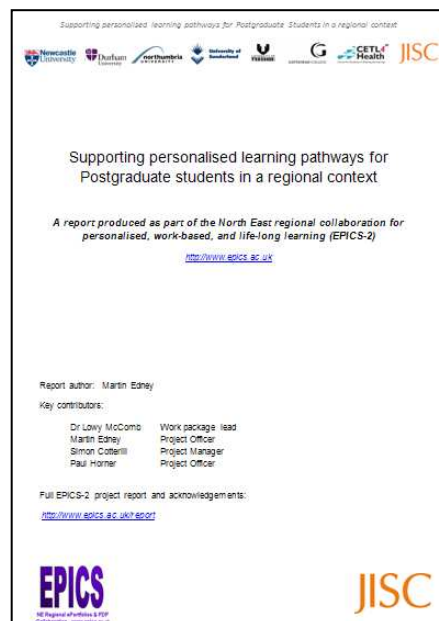 Supporting personalised learning pathways for Postgraduate Students in a regional context
Newcastle University Durham University northumbria UNIVERSITY University of Sunderland CETL4 Health JISC
Supporting personalised learning pathways for
Postgraduate students in a regional context
A report produced as part of the North East regional collaboration for
personalised, work-based, and life-long learning (EPICS-2)
http://www.epics.ac.uk
Report author: Martin Edney
Key contributors:
Dr Lowy McComb Work package lead
Martin Edney Project Officer
Simon Cotterill Project Manager
Paul Horner Project Officer
Full EPICS-2 project report and acknowledgements:
http://www.epics.ac.uk/report
EPICS JISC
NE Regional ePortfolios & PDP